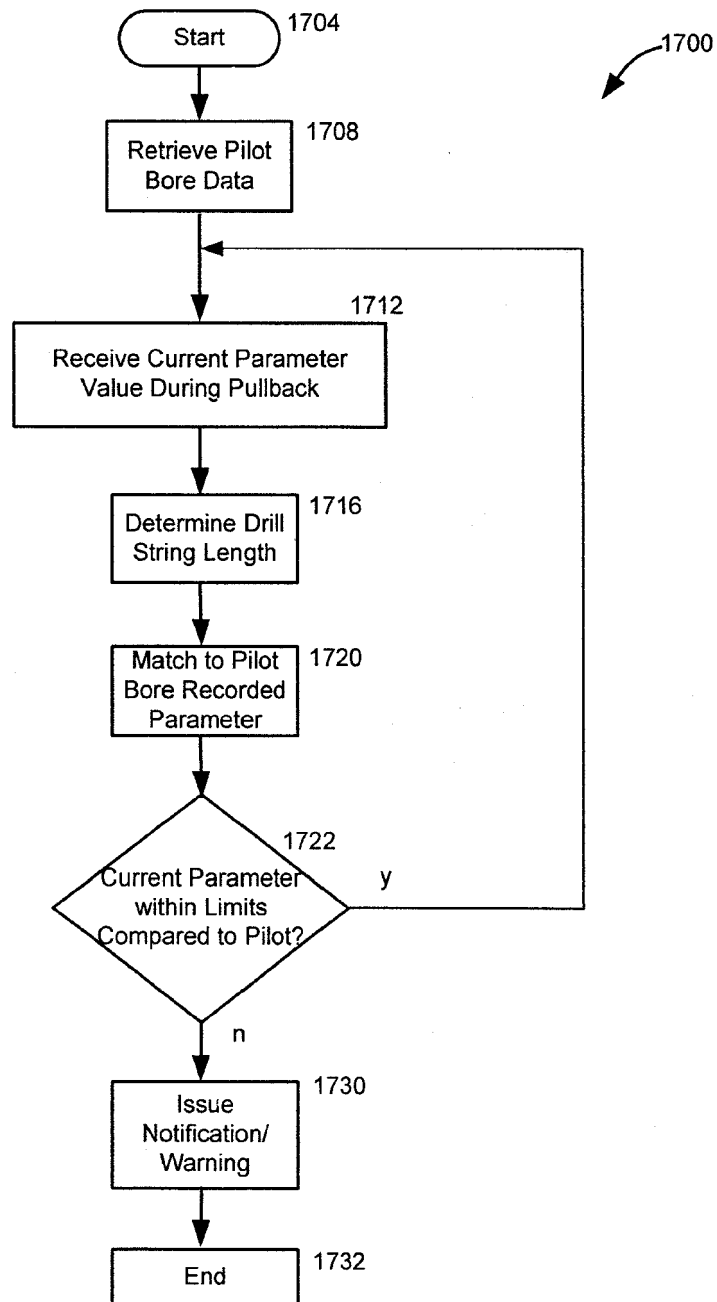 Start
1704
1700
1708
Retrieve Pilot
Bore Data
1712
Receive Current Parameter
Value During Pullback
1716
Determine Drill
String Length
1720
Match to Pilot
Bore Recorded
Parameter
1722
Current Parameter
within Limits
Compared to Pilot?
y
n
1730
Issue
Notification/
Warning
1732
End